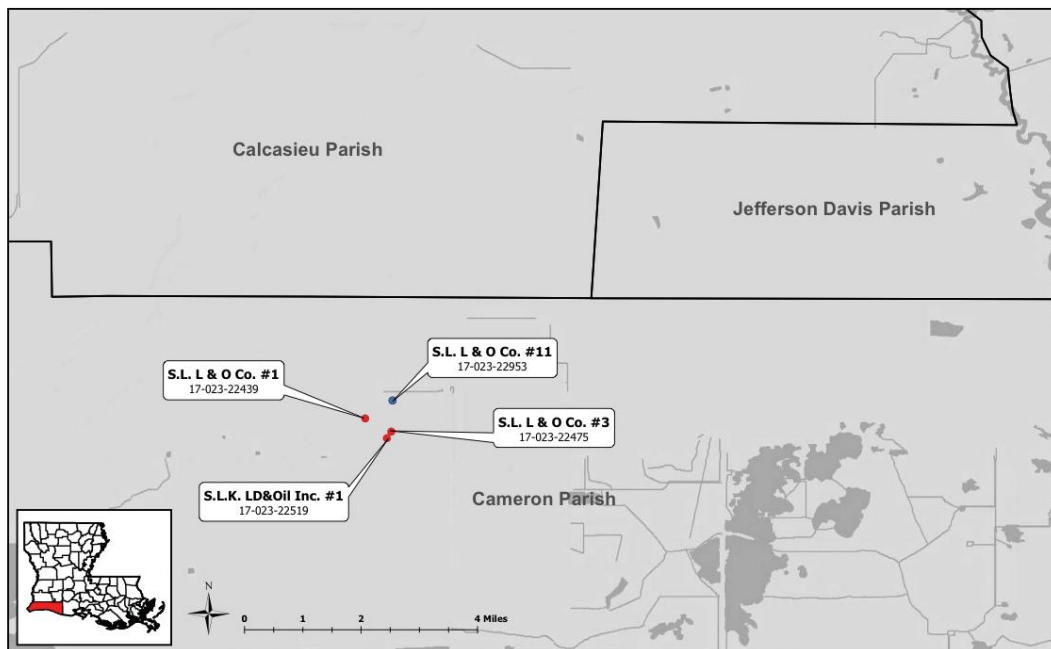 Calcasieu Parish
Jefferson Davis Parish
S.L. L & O Co. #11
17-023-22953
S.L. L & O Co. #1
17-023-22439
S.L. L & O Co. #3
17-023-22475
S.L.K. LD&Oil Inc. #1
17-023-22519
Cameron Parish
N
0 1 2 4 Miles